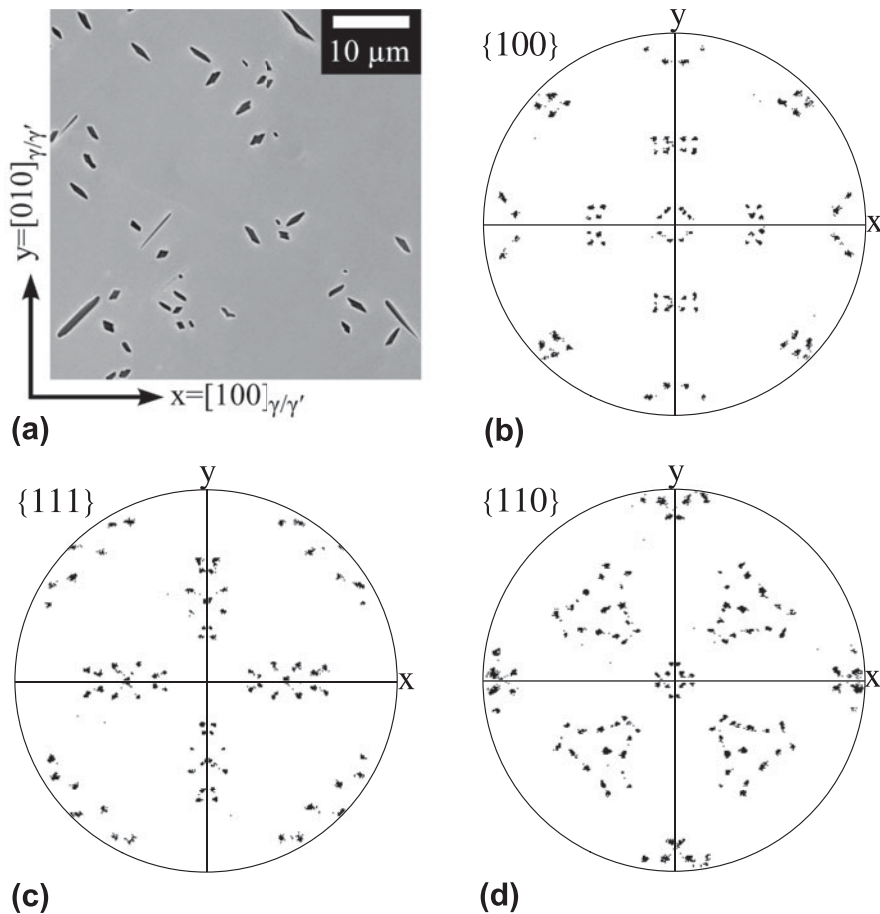 10 μm
y=[010]γ/γ′
x=[100]γ/γ′
(a)
{100}
y
x
(b)
{111}
y
x
(c)
{110}
y
x
(d)